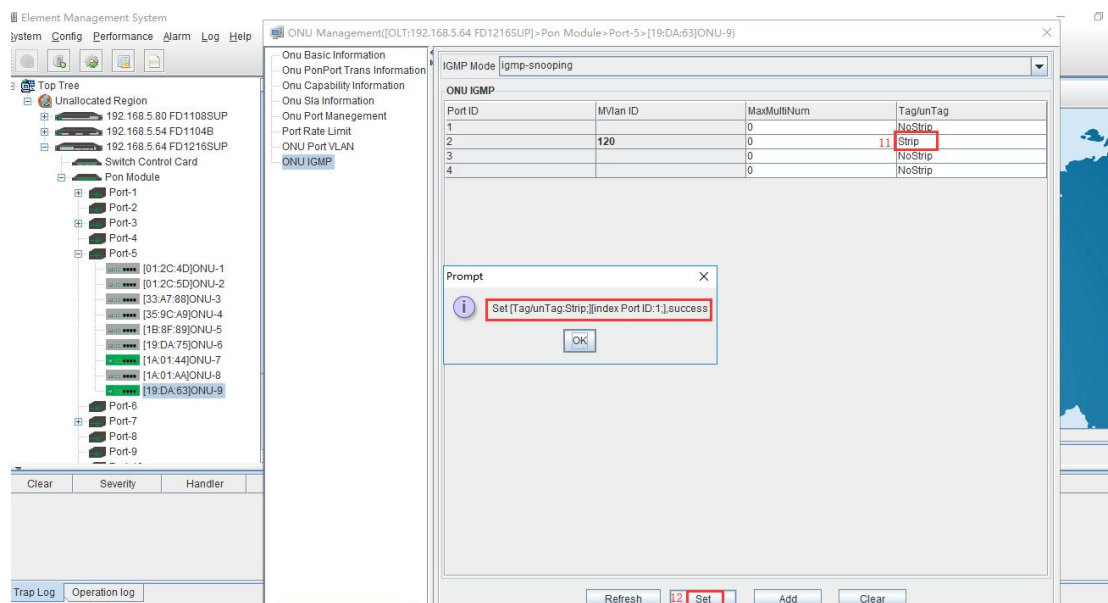 Element Management System
System Config Performance Alarm Log Help
Top Tree
Unallocated Region
192.168.5.80 FD1108SUP
192.168.5.54 FD1104B
192.168.5.64 FD1216SUP
Switch Control Card
Pon Module
Port-1
Port-2
Port-3
Port-4
Port-5
[01:2C:4D]ONU-1
[01:2C:5D]ONU-2
[33:A7:88]ONU-3
[35:9C:A9]ONU-4
[1B:8F:89]ONU-5
[19:DA:75]ONU-6
[1A:01:44]ONU-7
[1A:01:AA]ONU-8
[19:DA:63]ONU-9
Port-6
Port-7
Port-8
Port-9
Clear Severity Handler
Trap Log Operation log
ONU Management([OLT:192.168.5.64 FD1216SUP]>Pon Module>Port-5>[19:DA:63]ONU-9)
Onu Basic Information
Onu PonPort Trans Information
Onu Capability Information
Onu Sla Information
Onu Port Manegement
Port Rate Limit
ONU Port VLAN
ONU IGMP
IGMP Mode igmp-snooping
ONU IGMP
Port ID MVlan ID MaxMultiNum Tag/unTag
1 0 NoStrip
2 120 0 11 Strip
3 0 NoStrip
4 0 NoStrip
Prompt
Set [Tag/unTag:Strip;][index Port ID:1;],success
OK
Refresh 12 Set Add Clear